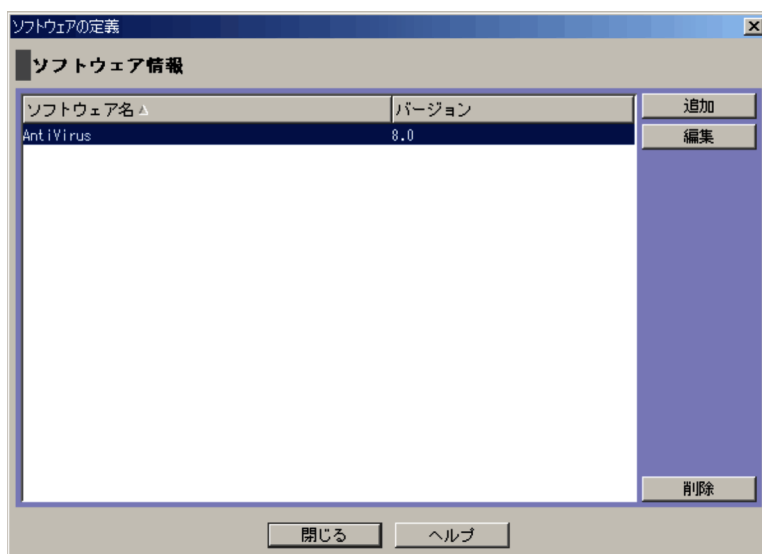 ソフトウェアの定義
ソフトウェア情報
ソフトウェア名 バージョン
AntiVirus 8.0
追加
編集
削除
閉じる ヘルプ